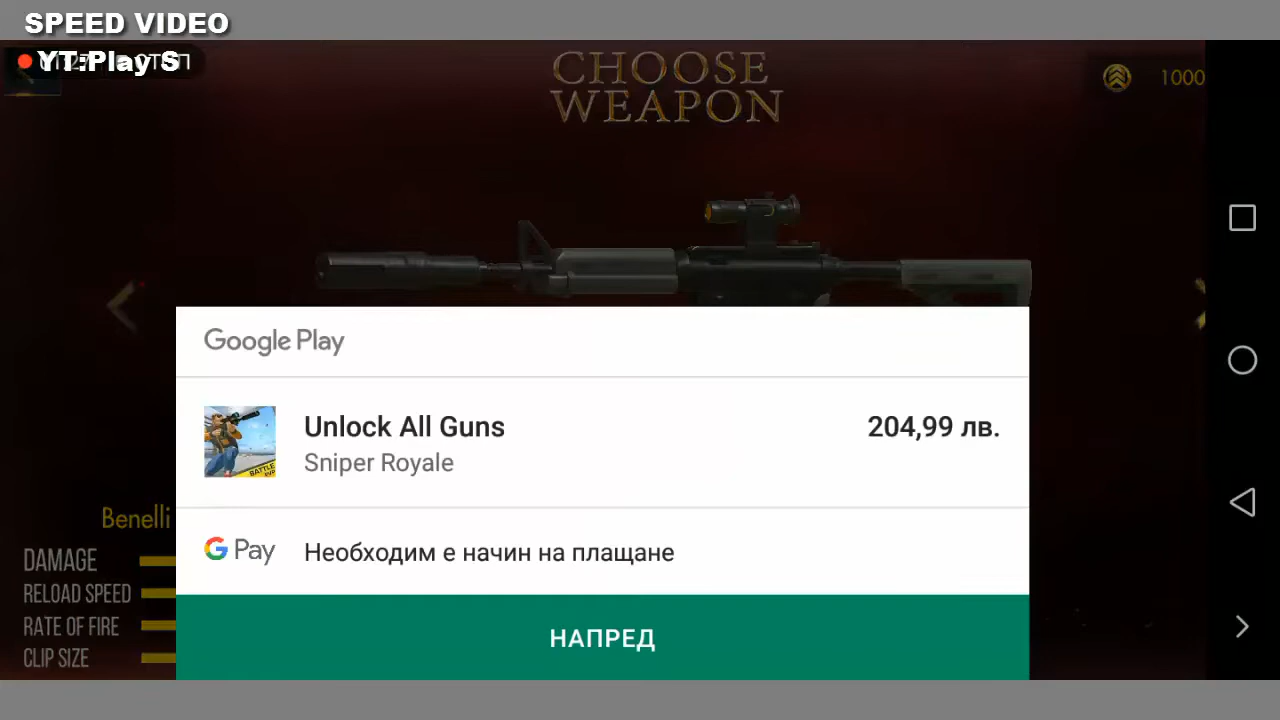 SPEED VIDEO
YT:Play S
CHOOSE
WEAPON
1000
Google Play
Unlock All Guns
204,99 лв.
Sniper Royale
BATTLE
Benelli
G Pay
Необходим е начин на плащане
DAMAGE
RELOAD SPEED
RATE OF FIRE
CLIP SIZE
НАПРЕД